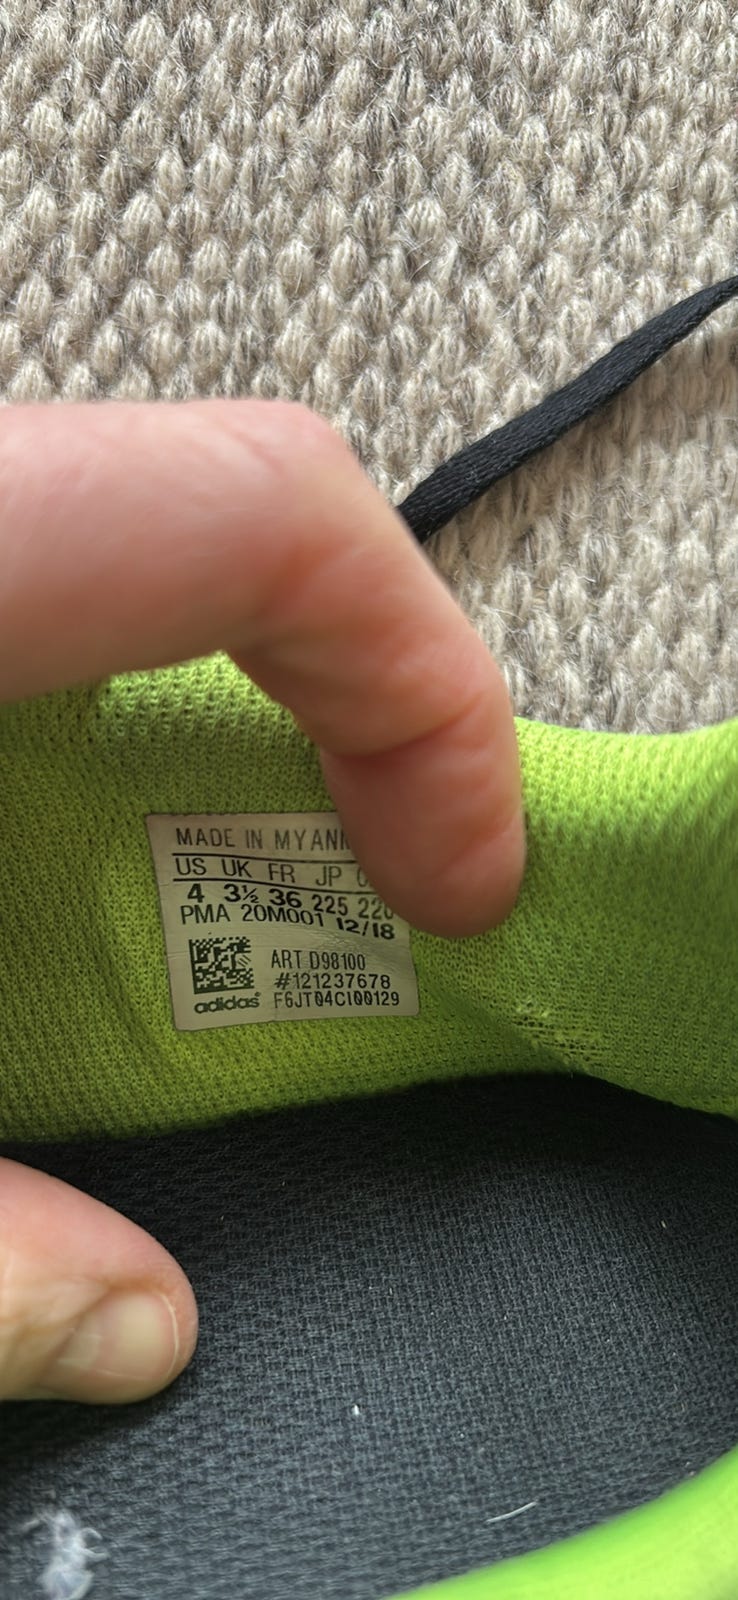 MADE IN MYAN
US UK FR JP
4 3½ 36 225 220
PMA 20M001 12/18
ART D98100
#121237678
adidas® F6JT04CI00129